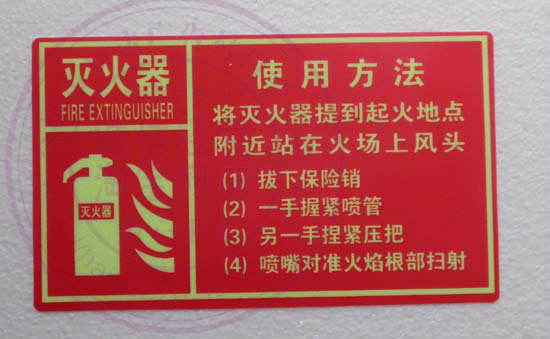 灭火器
FIRE EXTINGUISHER
灭火器
使用方法
将灭火器提到起火地点
附近站在火场上风头
(1) 拔下保险销
(2) 一手握紧喷管
(3) 另一手捏紧压把
(4) 喷嘴对准火焰根部扫射